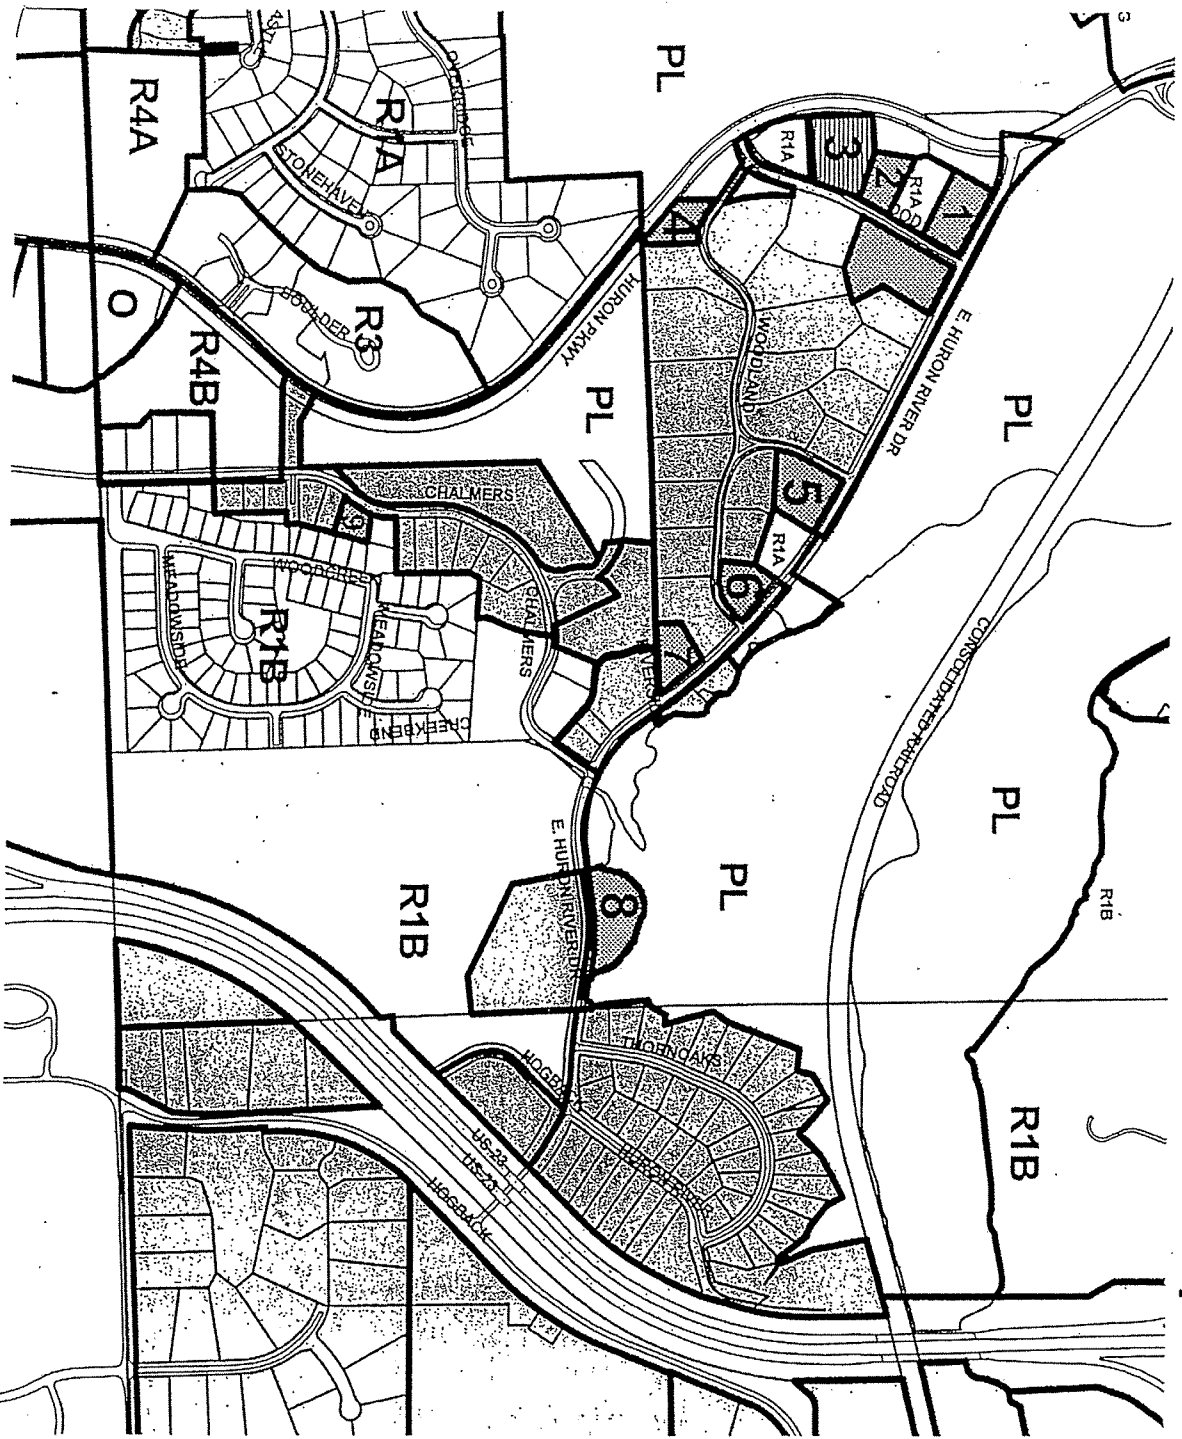 PL
R4A
R1A
OVERRIDGE
STONEHAVEN
R1A
3
2
R1A
1
4
HURON PKWY
E. HURON RIVER DR
O
BOULDER
R3
R4B
PL
WOODLAND
PL
CHALMERS
5
R1A
9
6
MEADOWSIDE
R1B
MEADOWSIDE
CHALMERS
CREEKBEND
CONSOLIDATED RAILROAD
PL
R1B
PL
E. HURON RIVER DR
8
R1B
HOGBACK
THORNOAKS
US-23
US-23
HOGBACK
R1B